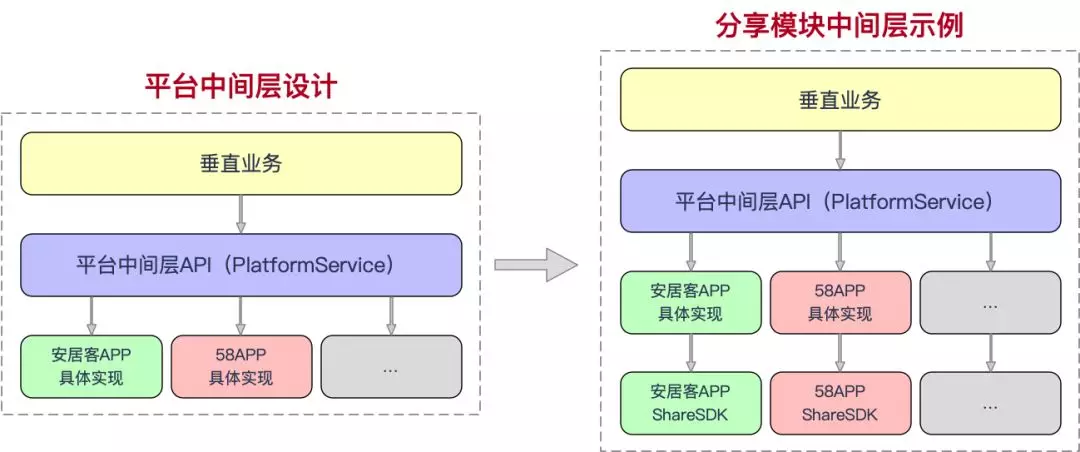 平台中间层设计
垂直业务
平台中间层API（PlatformService）
安居客APP
具体实现
58APP
具体实现
...
分享模块中间层示例
垂直业务
平台中间层API（PlatformService）
安居客APP
具体实现
58APP
具体实现
...
安居客APP
ShareSDK
58APP
ShareSDK
...